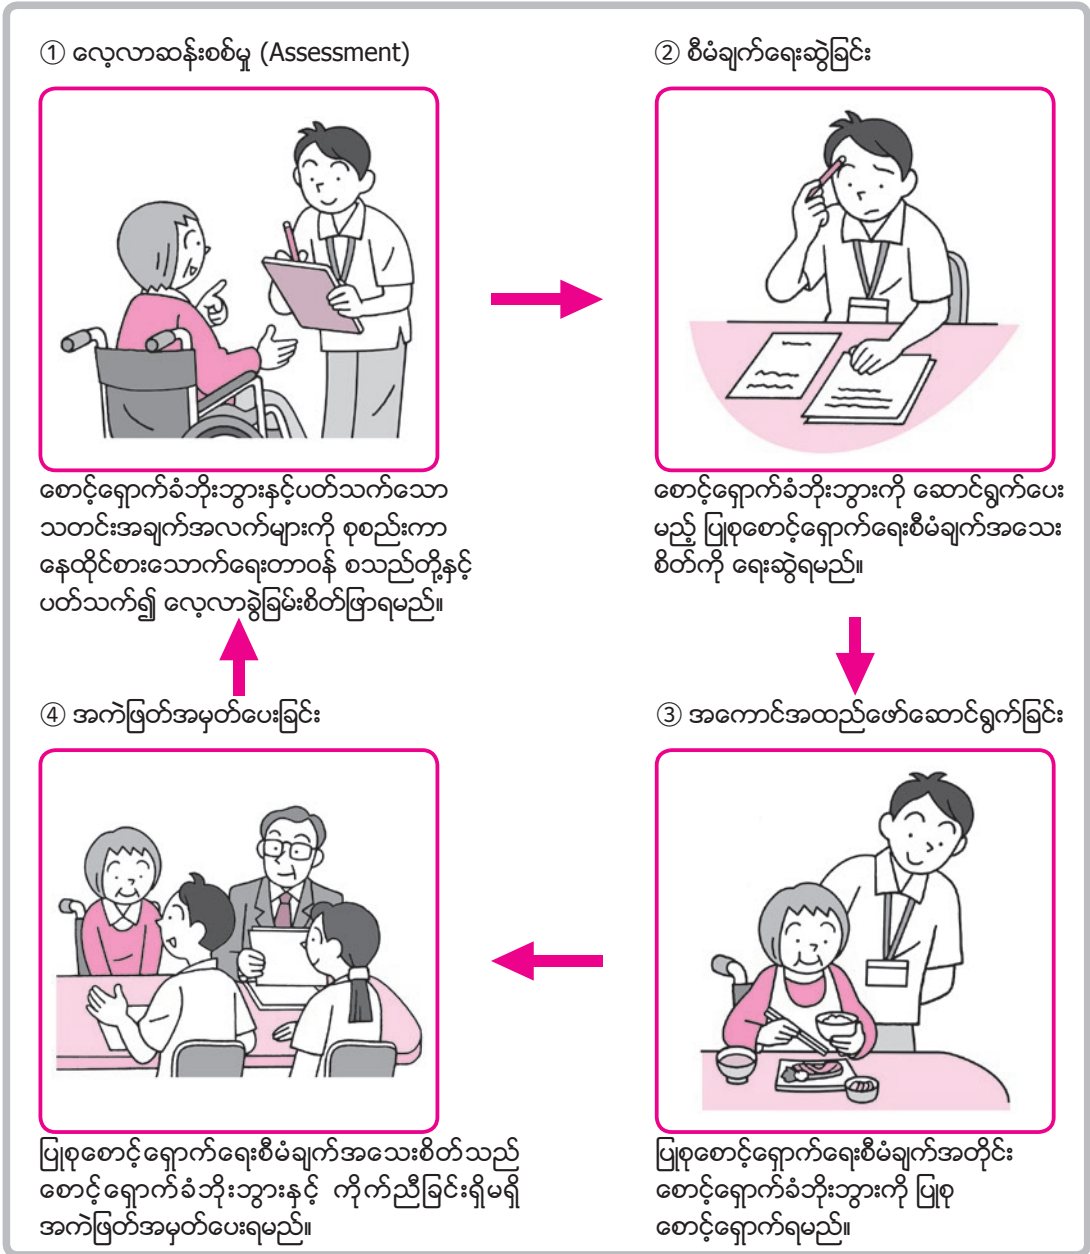 ① လေ့လာဆန်းစစ်မှု (Assessment)
စောင့်ရှောက်ခံဘိုးဘွားနှင့်ပတ်သက်သော
သတင်းအချက်အလက်များကို စုစည်းကာ
နေထိုင်စားသောက်ရေးတာဝန် စသည်တို့နှင့်
ပတ်သက်၍ လေ့လာခွဲခြမ်းစိတ်ဖြာရမည်။
② စီမံချက်ရေးဆွဲခြင်း
စောင့်ရှောက်ခံဘိုးဘွားကို ဆောင်ရွက်ပေး
မည့် ပြုစုစောင့်ရှောက်ရေးစီမံချက်အသေး
စိတ်ကို ရေးဆွဲရမည်။
③ အကောင်အထည်ဖော်ဆောင်ရွက်ခြင်း
ပြုစုစောင့်ရှောက်ရေးစီမံချက်အတိုင်း
စောင့်ရှောက်ခံဘိုးဘွားကို ပြုစု
စောင့်ရှောက်ရမည်။
④ အကဲဖြတ်အမှတ်ပေးခြင်း
ပြုစုစောင့်ရှောက်ရေးစီမံချက်အသေးစိတ်သည်
စောင့်ရှောက်ခံဘိုးဘွားနှင့် ကိုက်ညီခြင်းရှိမရှိ
အကဲဖြတ်အမှတ်ပေးရမည်။